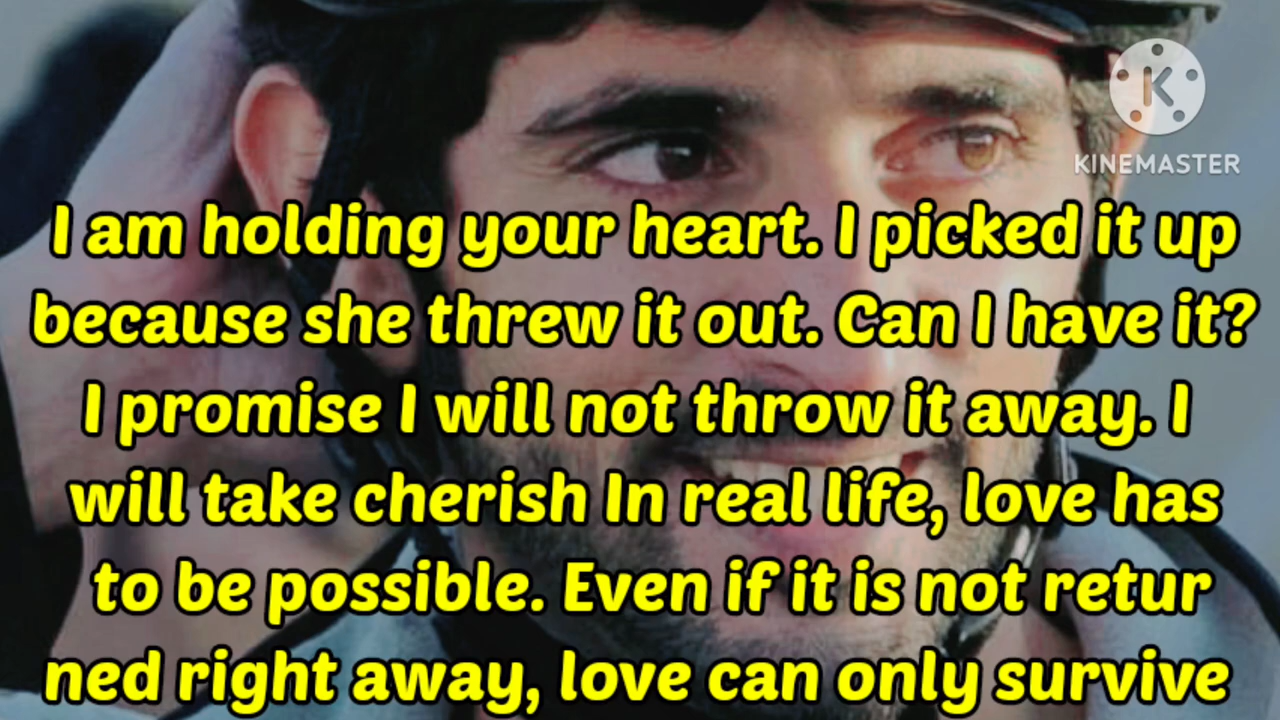 KINEMASTER
I am holding your heart. I picked it up
because she threw it out. Can I have it?
I promise I will not throw it away. I
will take cherish In real life, love has
to be possible. Even if it is not retur
ned right away, love can only survive